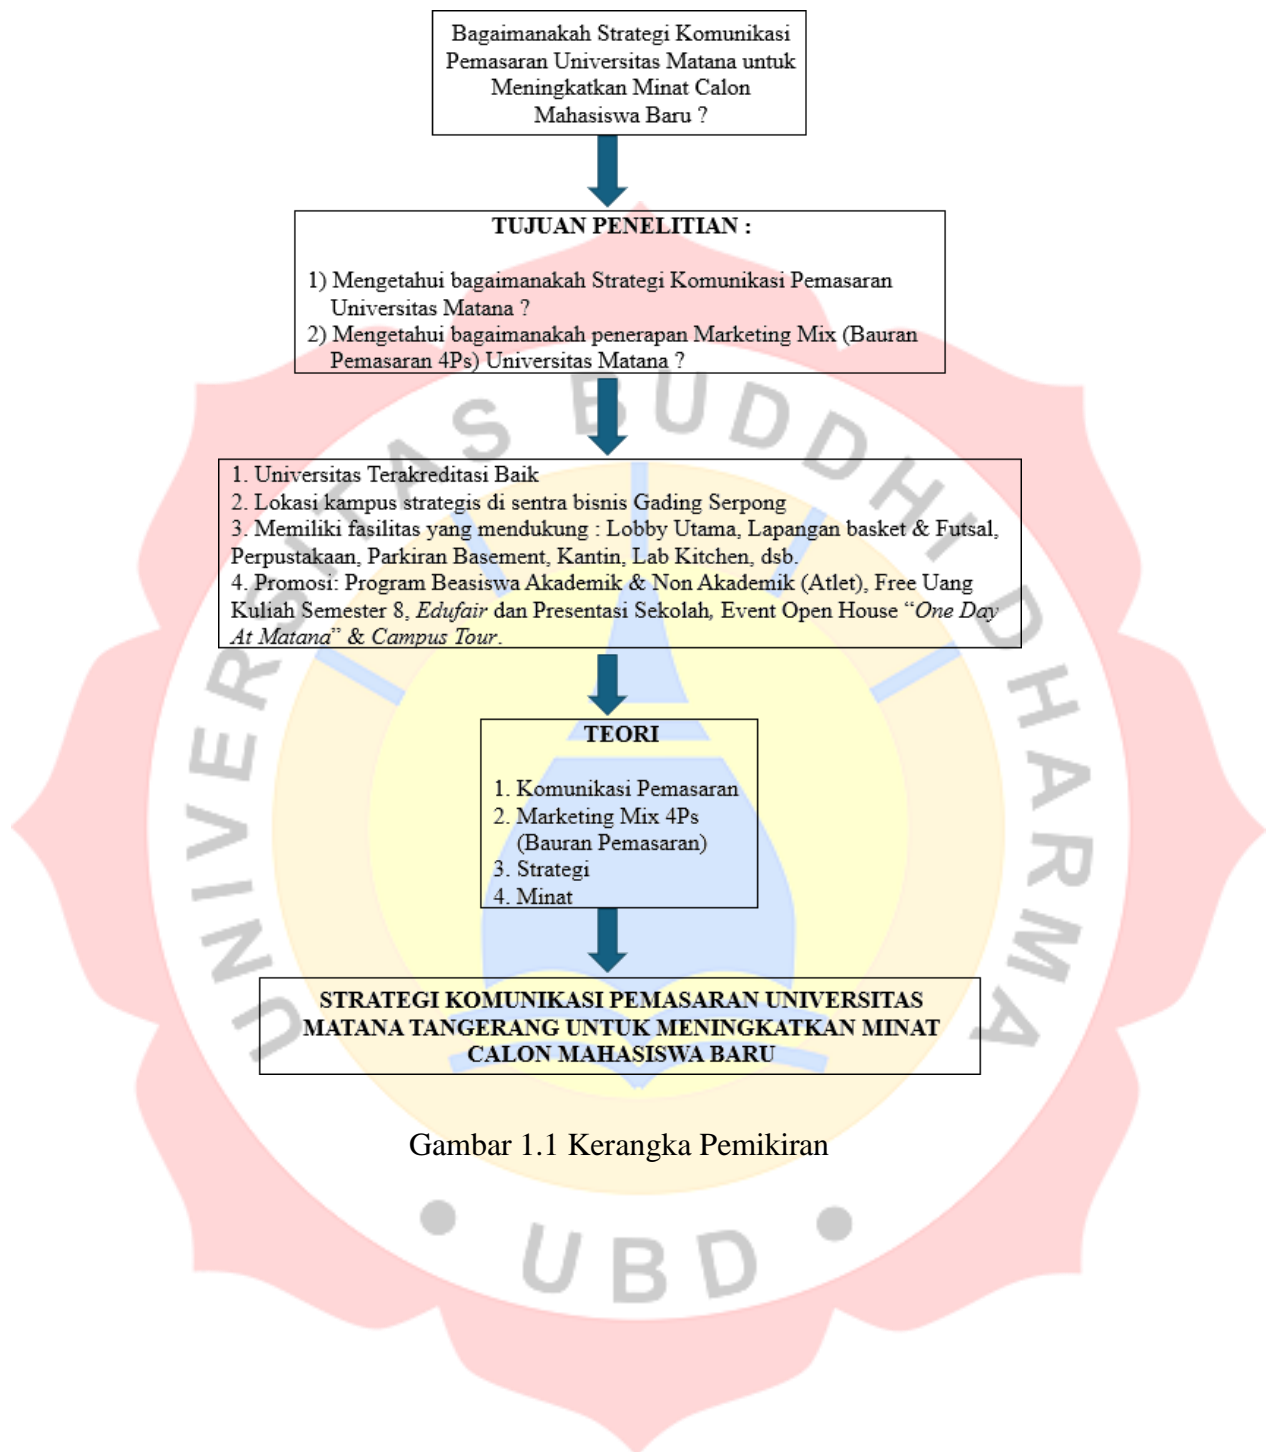 Bagaimanakah Strategi Komunikasi
Pemasaran Universitas Matana untuk
Meningkatkan Minat Calon
Mahasiswa Baru ?
TUJUAN PENELITIAN :
1) Mengetahui bagaimanakah Strategi Komunikasi Pemasaran
Universitas Matana ?
2) Mengetahui bagaimanakah penerapan Marketing Mix (Bauran
Pemasaran 4Ps) Universitas Matana ?
1. Universitas Terakreditasi Baik
2. Lokasi kampus strategis di sentra bisnis Gading Serpong
3. Memiliki fasilitas yang mendukung : Lobby Utama, Lapangan basket & Futsal,
Perpustakaan, Parkiran Basement, Kantin, Lab Kitchen, dsb.
4. Promosi: Program Beasiswa Akademik & Non Akademik (Atlet), Free Uang
Kuliah Semester 8, Edufair dan Presentasi Sekolah, Event Open House “One Day
At Matana” & Campus Tour.
TEORI
1. Komunikasi Pemasaran
2. Marketing Mix 4Ps
(Bauran Pemasaran)
3. Strategi
4. Minat
STRATEGI KOMUNIKASI PEMASARAN UNIVERSITAS
MATANA TANGERANG UNTUK MENINGKATKAN MINAT
CALON MAHASISWA BARU
Gambar 1.1 Kerangka Pemikiran
UNIVERSITAS BUDDHI DHARMA
• UBD •